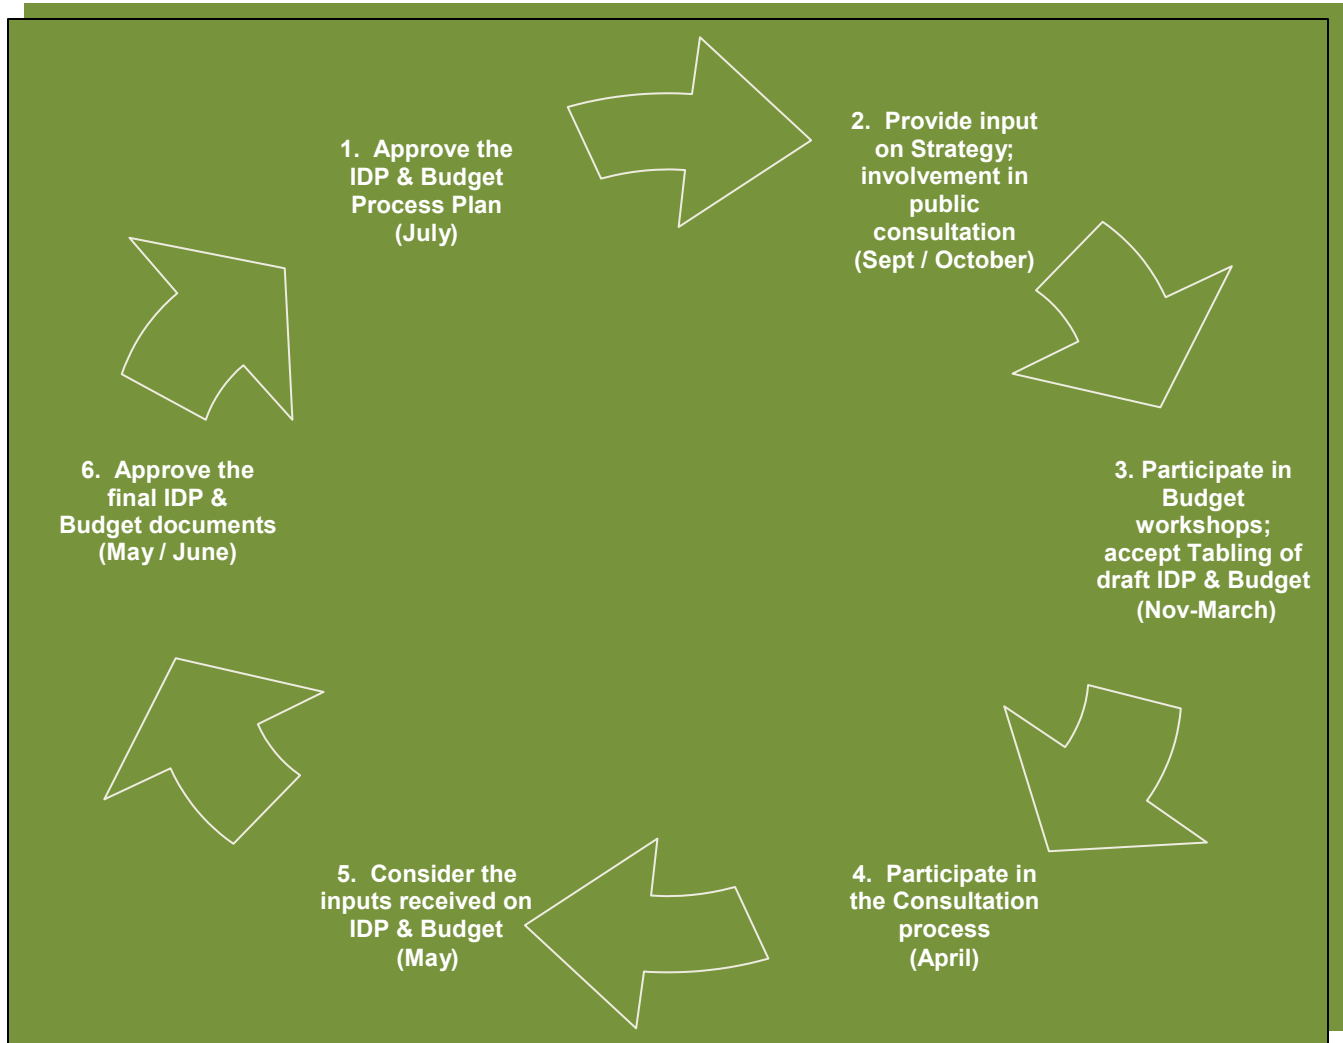 1. Approve the
IDP & Budget
Process Plan
(July)
2. Provide input
on Strategy;
involvement in
public
consultation
(Sept / October)
3. Participate in
Budget
workshops;
accept Tabling of
draft IDP & Budget
(Nov-March)
4. Participate in
the Consultation
process
(April)
5. Consider the
inputs received on
IDP & Budget
(May)
6. Approve the
final IDP &
Budget documents
(May / June)